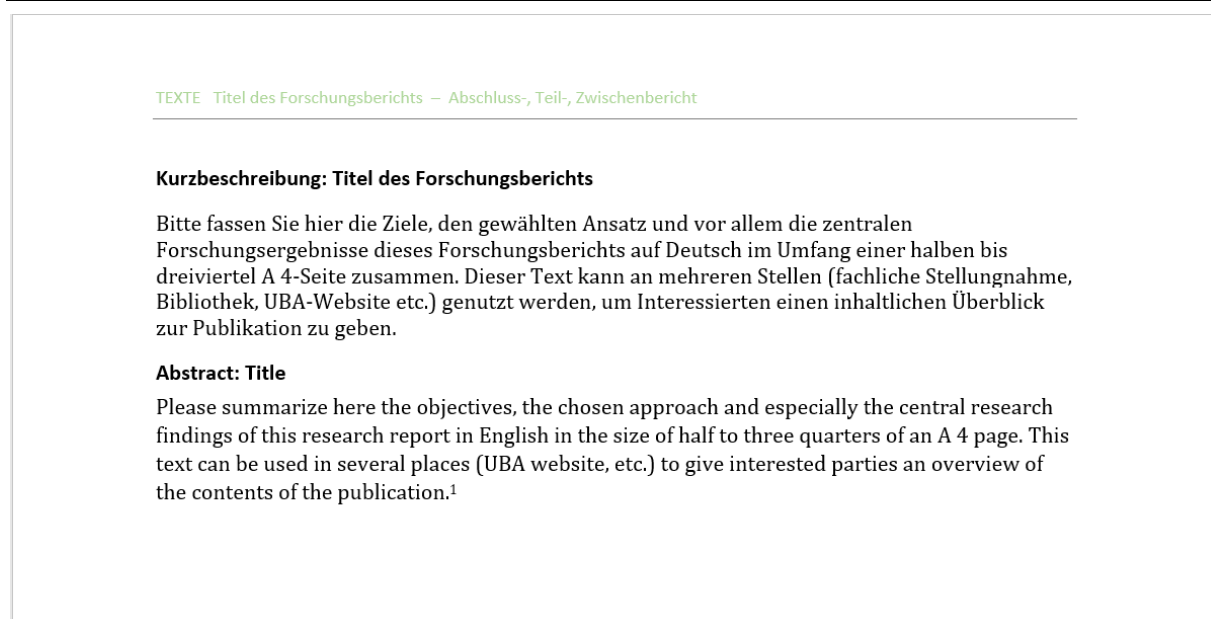 TEXTE Titel des Forschungsberichts – Abschluss-, Teil-, Zwischenbericht
Kurzbeschreibung: Titel des Forschungsberichts
Bitte fassen Sie hier die Ziele, den gewählten Ansatz und vor allem die zentralen
Forschungsergebnisse dieses Forschungsberichts auf Deutsch im Umfang einer halben bis
dreiviertel A 4-Seite zusammen. Dieser Text kann an mehreren Stellen (fachliche Stellungnahme,
Bibliothek, UBA-Website etc.) genutzt werden, um Interessierten einen inhaltlichen Überblick
zur Publikation zu geben.
Abstract: Title
Please summarize here the objectives, the chosen approach and especially the central research
findings of this research report in English in the size of half to three quarters of an A 4 page. This
text can be used in several places (UBA website, etc.) to give interested parties an overview of
the contents of the publication.¹